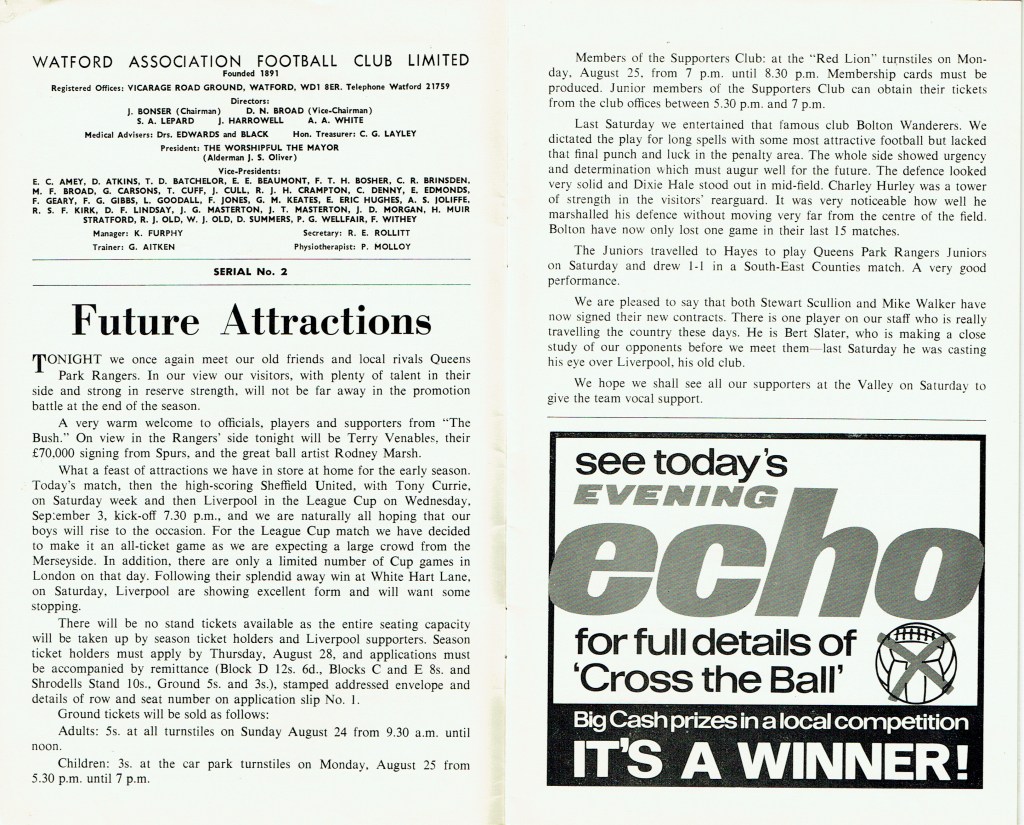 WATFORD ASSOCIATION FOOTBALL CLUB LIMITED
Founded 1891
Registered Offices: VICARAGE ROAD GROUND, WATFORD, WD1 8ER. Telephone Watford 21759
Directors:
J. BONSER (Chairman) D. N. BROAD (Vice-Chairman)
S. A. LEPARD J. HARROWELL A. A. WHITE
Medical Advisers: Drs. EDWARDS and BLACK Hon. Treasurer: C. G. LAYLEY
President: THE WORSHIPFUL THE MAYOR
(Alderman J. S. Oliver)
Vice-Presidents:
E. C. AMEY, D. ATKINS, T. D. BATCHELOR, E. E. BEAUMONT, F. T. H. BOSHER, C. R. BRINSDEN,
M. F. BROAD, G. CARSONS, T. CUFF, J. CULL, R. J. H. CRAMPTON, C. DENNY, E. EDMONDS,
F. GEARY, F. G. GIBBS, L. GOODALL, F. JONES, G. M. KEATES, E. ERIC HUGHES, A. S. JOLIFFE,
R. S. F. KIRK, D. F. LINDSAY, J. G. MASTERTON, J. T. MASTERTON, J. D. MORGAN, H. MUIR
STRATFORD, R. J. OLD, W. J. OLD, D. SUMMERS, P. G. WELLFAIR, F. WITHEY
Manager: K. FURPHY Secretary: R. E. ROLLITT
Trainer: G. AITKEN Physiotherapist: P. MOLLOY
SERIAL No. 2
Future Attractions
TONIGHT we once again meet our old friends and local rivals Queens
Park Rangers. In our view our visitors, with plenty of talent in their
side and strong in reserve strength, will not be far away in the promotion
battle at the end of the season.
A very warm welcome to officials, players and supporters from "The
Bush." On view in the Rangers' side tonight will be Terry Venables, their
£70,000 signing from Spurs, and the great ball artist Rodney Marsh.
What a feast of attractions we have in store at home for the early season.
Today's match, then the high-scoring Sheffield United, with Tony Currie,
on Saturday week and then Liverpool in the League Cup on Wednesday,
September 3, kick-off 7.30 p.m., and we are naturally all hoping that our
boys will rise to the occasion. For the League Cup match we have decided
to make it an all-ticket game as we are expecting a large crowd from the
Merseyside. In addition, there are only a limited number of Cup games in
London on that day. Following their splendid away win at White Hart Lane,
on Saturday, Liverpool are showing excellent form and will want some
stopping.
There will be no stand tickets available as the entire seating capacity
will be taken up by season ticket holders and Liverpool supporters. Season
ticket holders must apply by Thursday, August 28, and applications must
be accompanied by remittance (Block D 12s. 6d., Blocks C and E 8s. and
Shrodells Stand 10s., Ground 5s. and 3s.), stamped addressed envelope and
details of row and seat number on application slip No. 1.
Ground tickets will be sold as follows:
Adults: 5s. at all turnstiles on Sunday August 24 from 9.30 a.m. until
noon.
Children: 3s. at the car park turnstiles on Monday, August 25 from
5.30 p.m. until 7 p.m.
Members of the Supporters Club: at the "Red Lion" turnstiles on Mon-
day, August 25, from 7 p.m. until 8.30 p.m. Membership cards must be
produced. Junior members of the Supporters Club can obtain their tickets
from the club offices between 5.30 p.m. and 7 p.m.
Last Saturday we entertained that famous club Bolton Wanderers. We
dictated the play for long spells with some most attractive football but lacked
that final punch and luck in the penalty area. The whole side showed urgency
and determination which must augur well for the future. The defence looked
very solid and Dixie Hale stood out in mid-field. Charley Hurley was a tower
of strength in the visitors' rearguard. It was very noticeable how well he
marshalled his defence without moving very far from the centre of the field.
Bolton have now only lost one game in their last 15 matches.
The Juniors travelled to Hayes to play Queens Park Rangers Juniors
on Saturday and drew 1-1 in a South-East Counties match. A very good
performance.
We are pleased to say that both Stewart Scullion and Mike Walker have
now signed their new contracts. There is one player on our staff who is really
travelling the country these days. He is Bert Slater, who is making a close
study of our opponents before we meet them—last Saturday he was casting
his eye over Liverpool, his old club.
We hope we shall see all our supporters at the Valley on Saturday to
give the team vocal support.
see today's
EVENING
echo
for full details of
'Cross the Ball'
Big Cash prizes in a local competition
IT'S A WINNER!